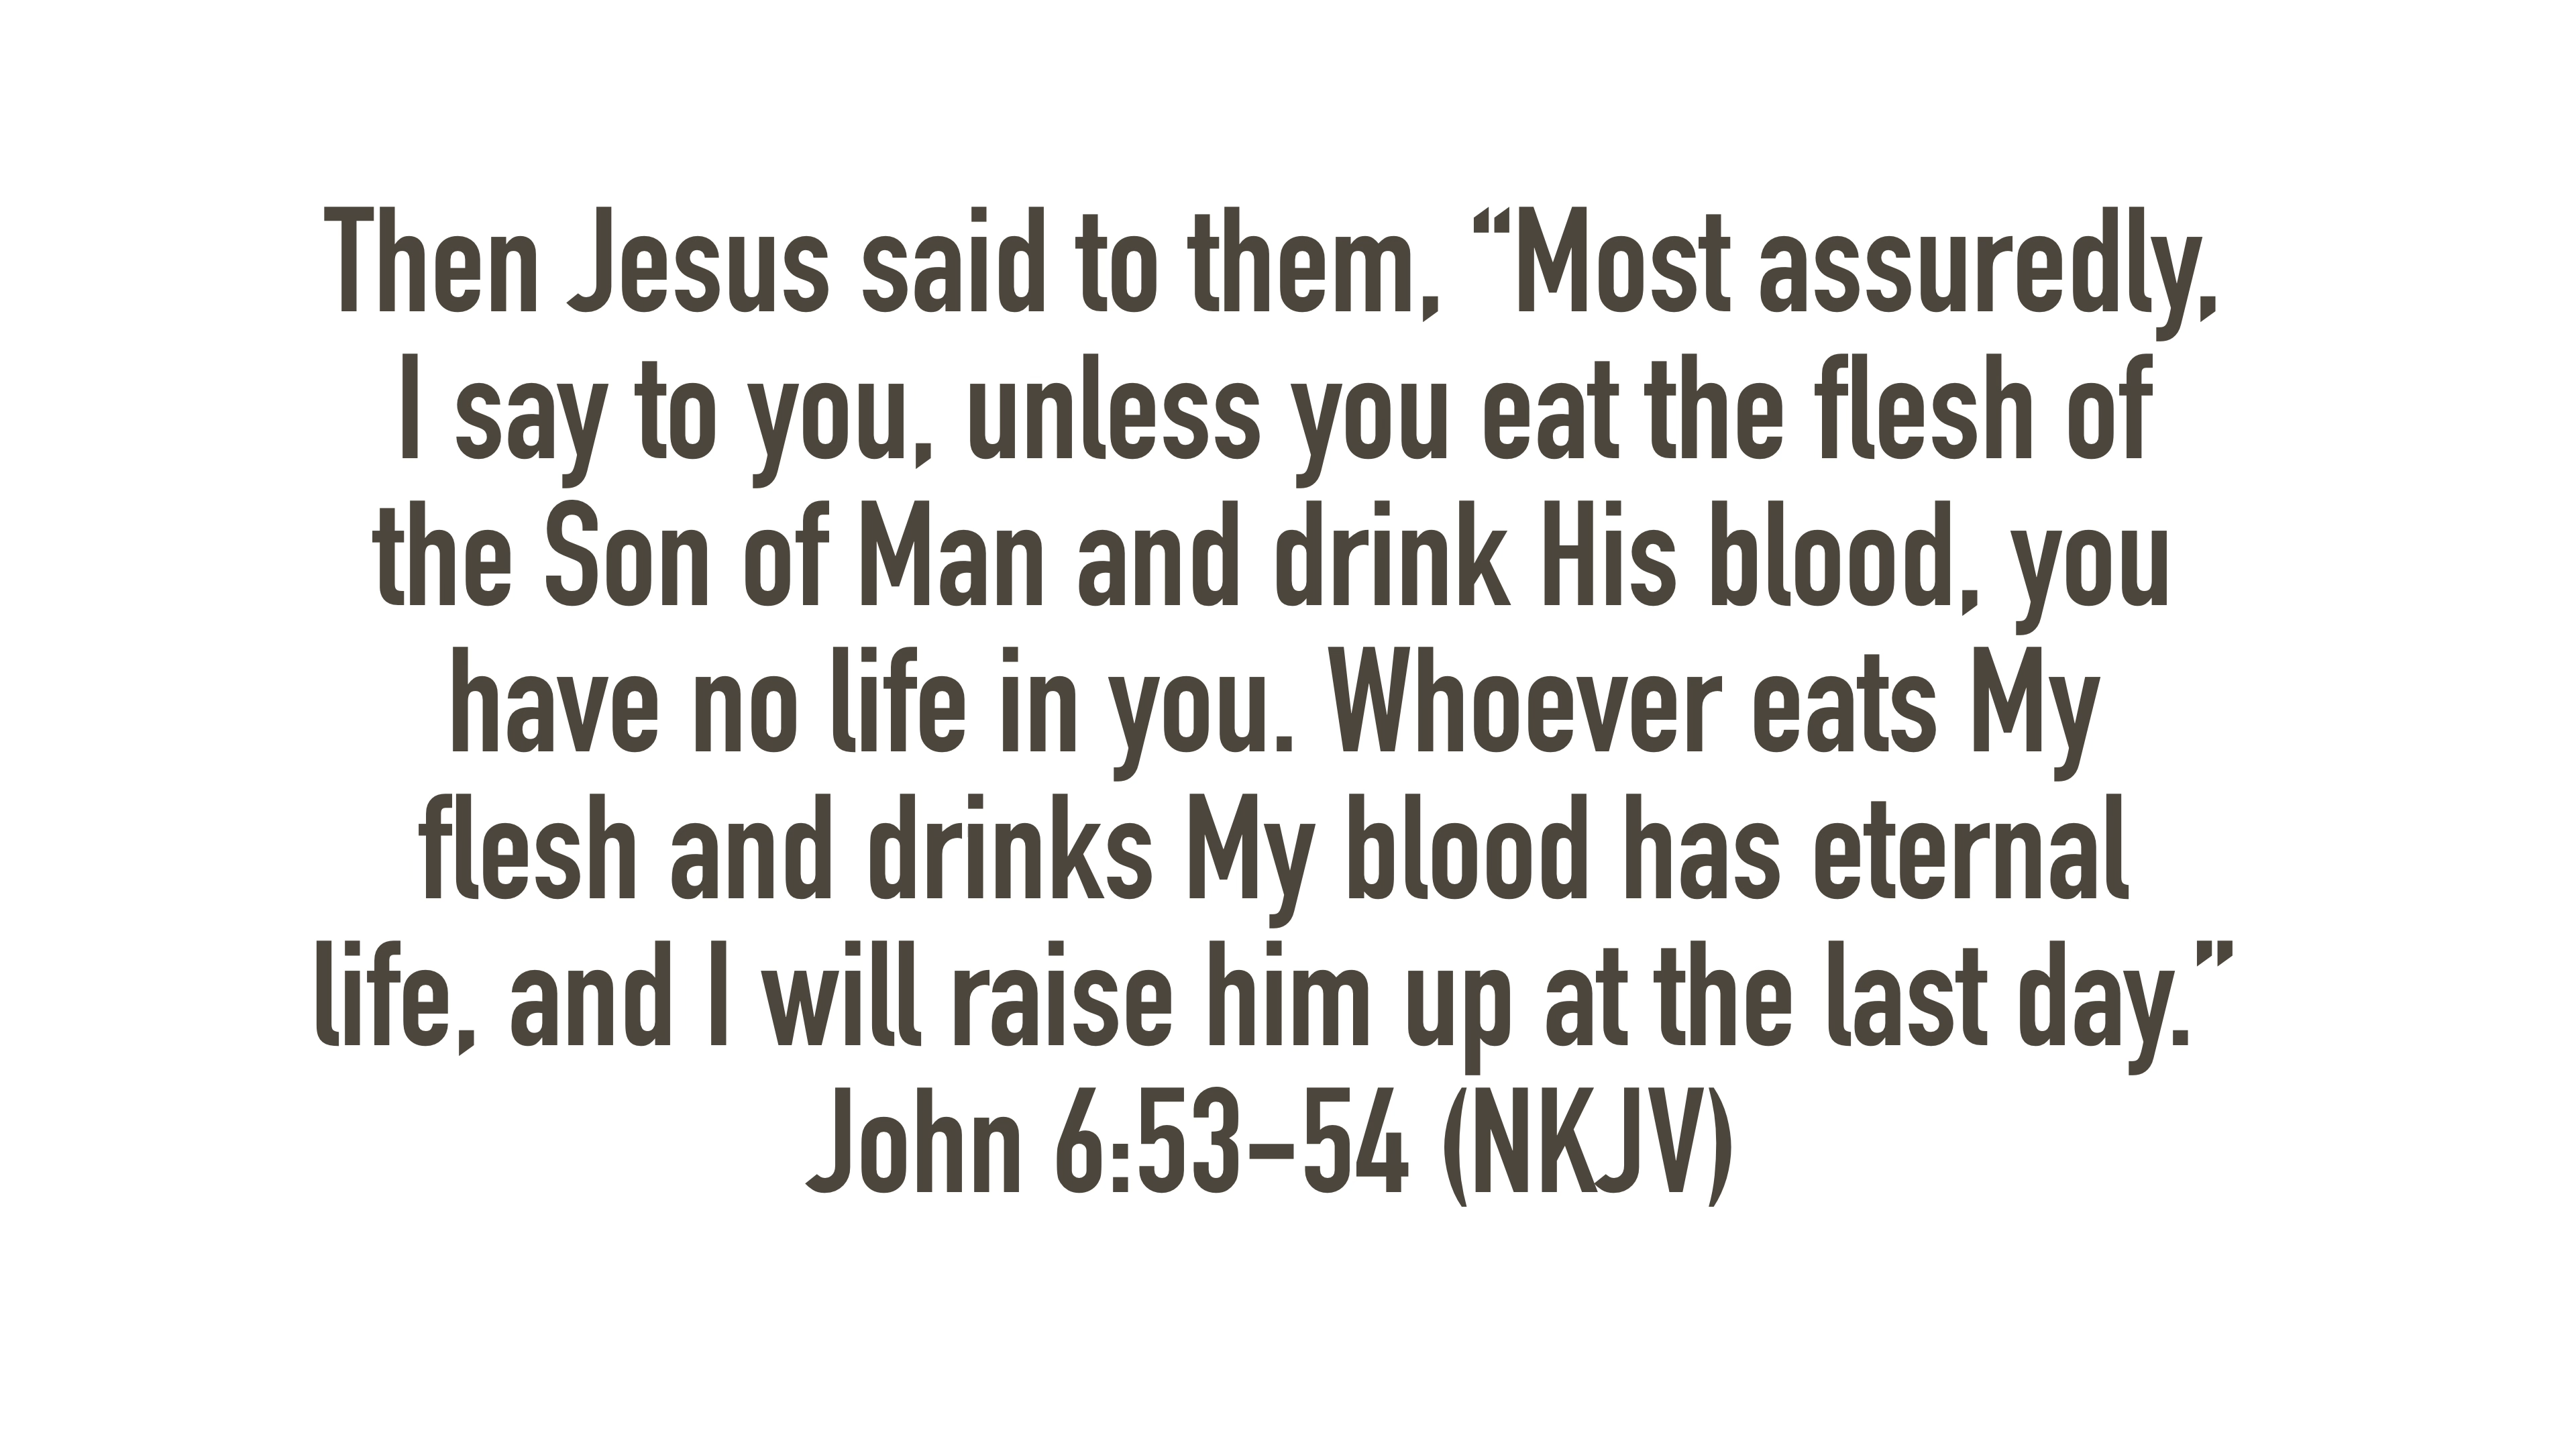 Then Jesus said to them, “Most assuredly,
I say to you, unless you eat the flesh of
the Son of Man and drink His blood, you
have no life in you. Whoever eats My
flesh and drinks My blood has eternal
life, and I will raise him up at the last day.”
John 6:53–54 (NKJV)